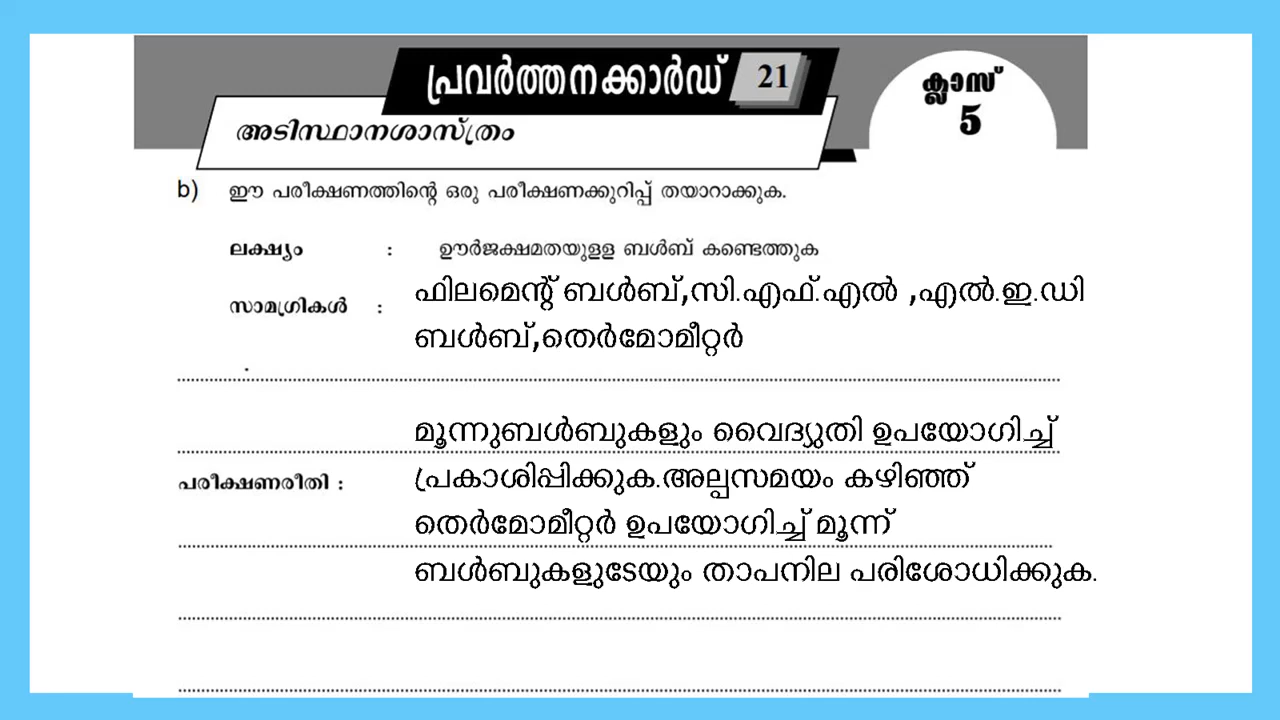 പ്രവർത്തനക്കാർഡ് 21
ക്ലാസ്
5
അടിസ്ഥാനശാസ്ത്രം
b) ഈ പരീക്ഷണത്തിന്റെ ഒരു പരീക്ഷണക്കുറിപ്പ് തയാറാക്കുക.
ലക്ഷ്യം : ഊർജക്ഷമതയുളള ബൾബ് കണ്ടെത്തുക
സാമഗ്രികൾ : ഫിലമെന്റ് ബൾബ്,സി.എഫ്.എൽ ,എൽ.ഇ.ഡി
ബൾബ്,തെർമോമീറ്റർ
മൂന്നുബൾബുകളും വൈദ്യുതി ഉപയോഗിച്ച്
പരീക്ഷണരീതി : പ്രകാശിപ്പിക്കുക.അല്പസമയം കഴിഞ്ഞ്
തെർമോമീറ്റർ ഉപയോഗിച്ച് മൂന്ന്
ബൾബുകളുടേയും താപനില പരിശോധിക്കുക.